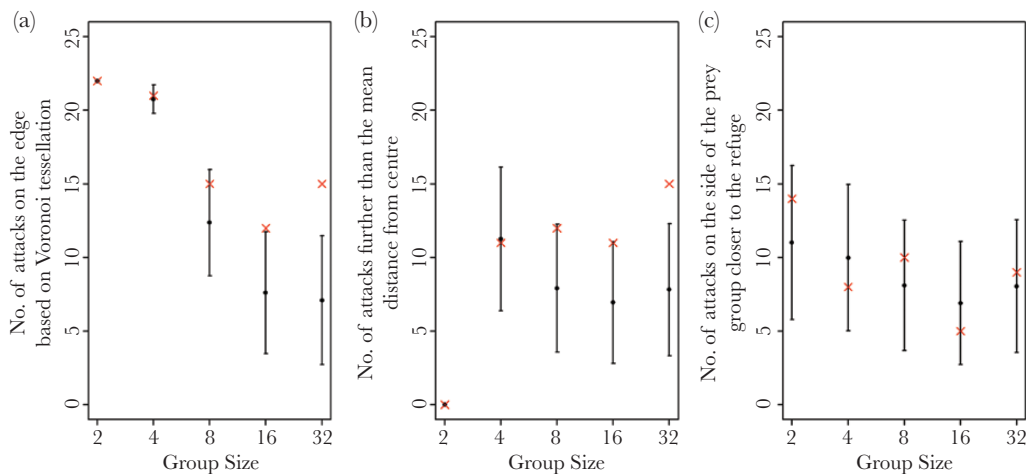 (a)
No. of attacks on the edge
based on Voronoi tessellation
25
20
15
10
5
0
2 4 8 16 32
Group Size
(b)
No. of attacks further than the mean
distance from centre
25
20
15
10
5
0
2 4 8 16 32
Group Size
(c)
No. of attacks on the side of the prey
group closer to the refuge
25
20
15
10
5
0
2 4 8 16 32
Group Size